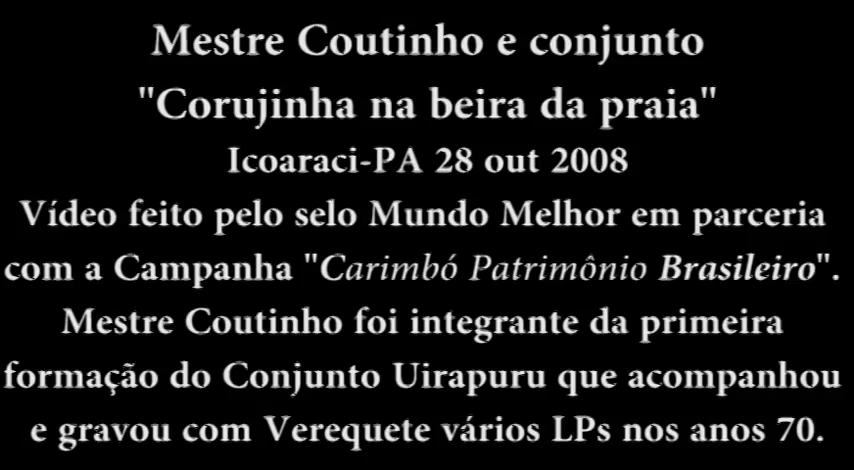 Mestre Coutinho e conjunto
"Corujinha na beira da praia"
Icoaraci-PA 28 out 2008
Vídeo feito pelo selo Mundo Melhor em parceria
com a Campanha "Carimbó Patrimônio Brasileiro".
Mestre Coutinho foi integrante da primeira
formação do Conjunto Uirapuru que acompanhou
e gravou com Verequete vários LPs nos anos 70.